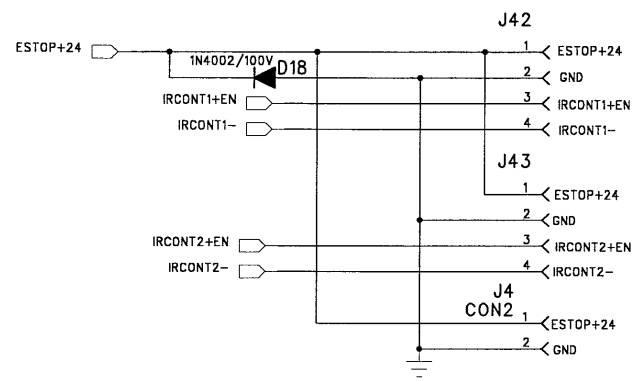 J42
ESTOP+24
1 ESTOP+24
1N4002/100V D18
2 GND
IRCONT1+EN
3 IRCONT1+EN
IRCONT1-
4 IRCONT1-
J43
1 ESTOP+24
2 GND
IRCONT2+EN
3 IRCONT2+EN
IRCONT2-
4 IRCONT2-
J4
CON2
1 ESTOP+24
2 GND